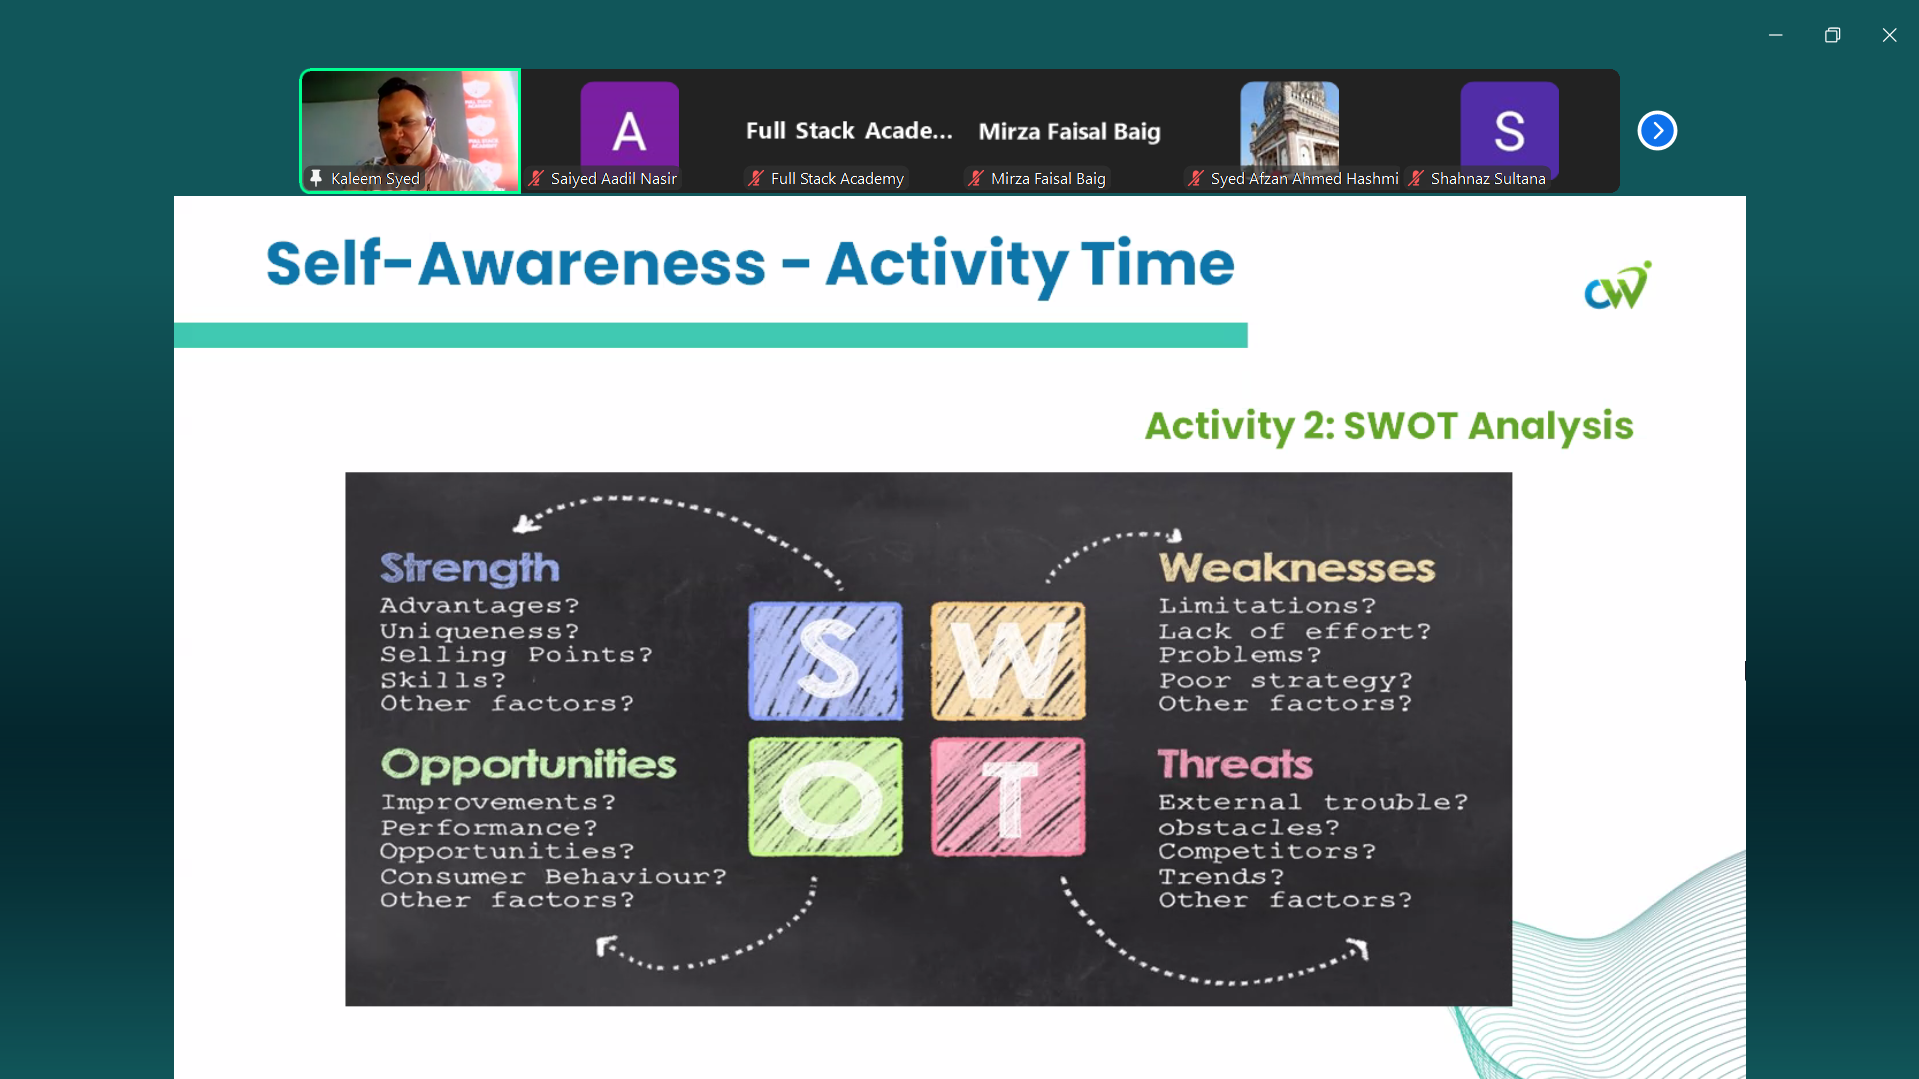 A
Full Stack Acade...
Mirza Faisal Baig
S
Kaleem Syed
Saiyed Aadil Nasir
Full Stack Academy
Mirza Faisal Baig
Syed Afzan Ahmed Hashmi
Shahnaz Sultana
Self-Awareness - Activity Time
CW
Activity 2: SWOT Analysis
Strength
Advantages?
Uniqueness?
Selling Points?
Skills?
Other factors?
S
W
Weaknesses
Limitations?
Lack of effort?
Problems?
Poor strategy?
Other factors?
Opportunities
Improvements?
Performance?
Opportunities?
Consumer Behaviour?
Other factors?
O
T
Threats
External trouble?
obstacles?
Competitors?
Trends?
Other factors?